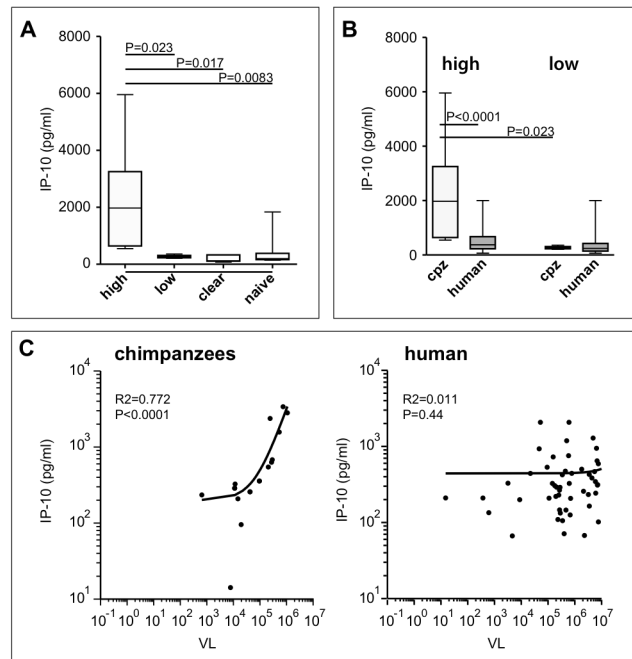 A
8000
6000
4000
2000
0
IP-10 (pg/ml)
P=0.023
P=0.017
P=0.0083
high
low
clear
naive
B
high low
8000
6000
4000
2000
0
IP-10 (pg/ml)
P<0.0001
P=0.023
cpz
human
cpz
human
C
chimpanzees
10^4
10^3
10^2
10^1
IP-10 (pg/ml)
R2=0.772
P<0.0001
10^-1 10^0 10^1 10^2 10^3 10^4 10^5 10^6 10^7
VL
human
10^4
10^3
10^2
10^1
IP-10 (pg/ml)
R2=0.011
P=0.44
10^-1 10^0 10^1 10^2 10^3 10^4 10^5 10^6 10^7
VL